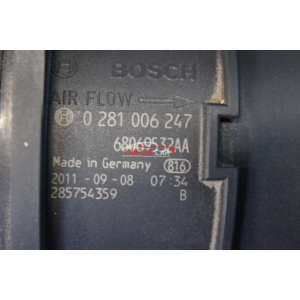 BOSCH
AIR FLOW
0 281 006 247
68069532AA
Made in Germany 816
2011 - 09 - 08 07:34
285754359 B